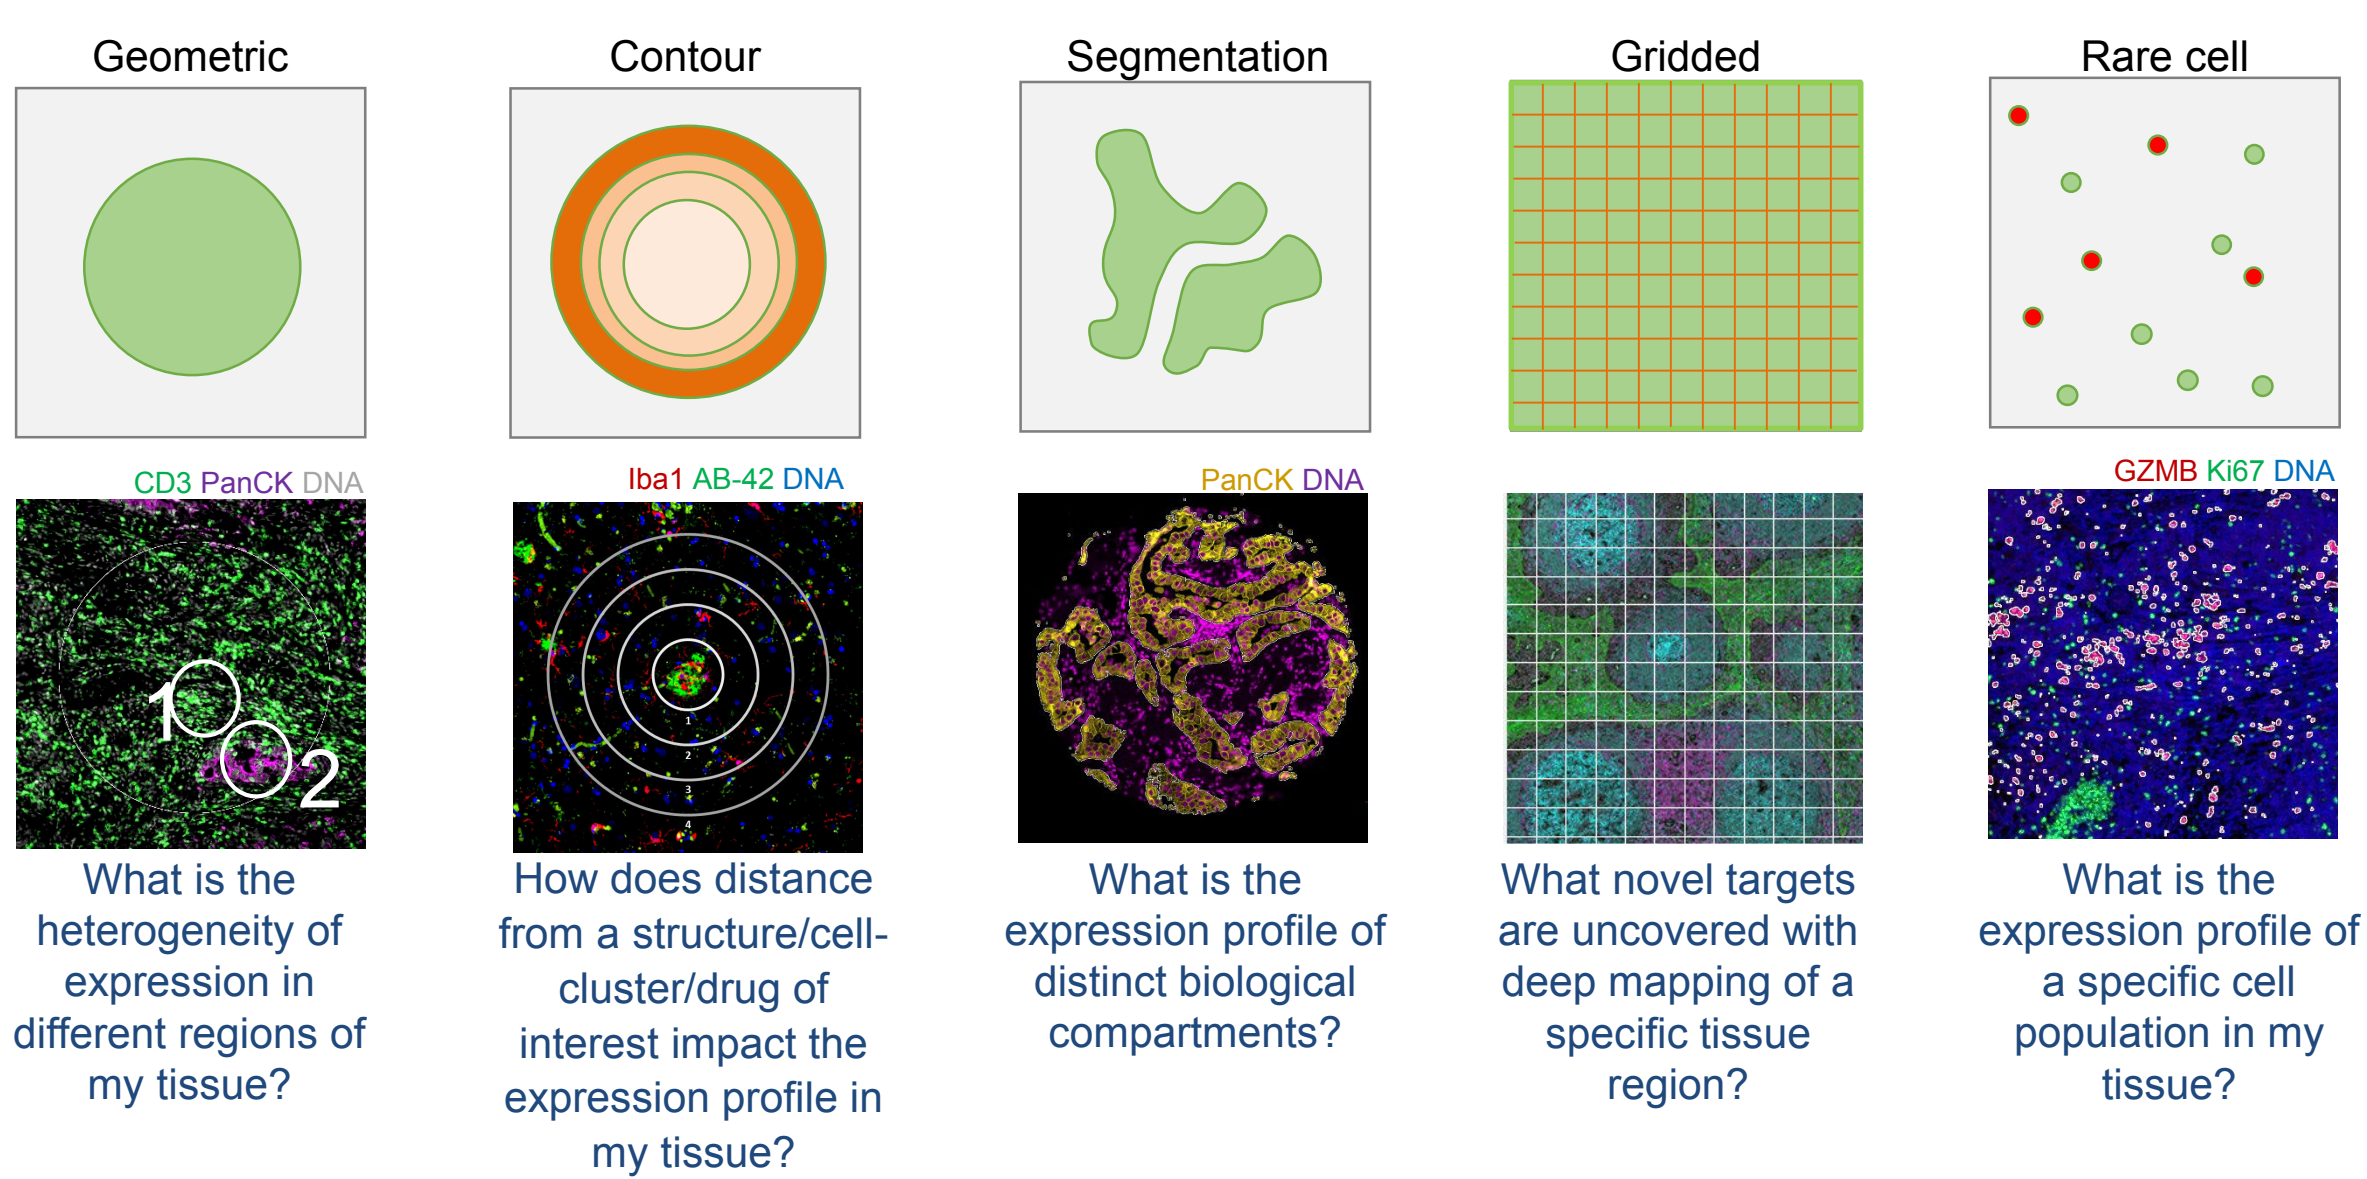 Geometric
Contour
Segmentation
Gridded
Rare cell
CD3 PanCK DNA
Iba1 AB-42 DNA
PanCK DNA
GZMB Ki67 DNA
1
2
1
2
3
4
What is the
heterogeneity of
expression in
different regions of
my tissue?
How does distance
from a structure/cell-
cluster/drug of
interest impact the
expression profile in
my tissue?
What is the
expression profile of
distinct biological
compartments?
What novel targets
are uncovered with
deep mapping of a
specific tissue
region?
What is the
expression profile of
a specific cell
population in my
tissue?